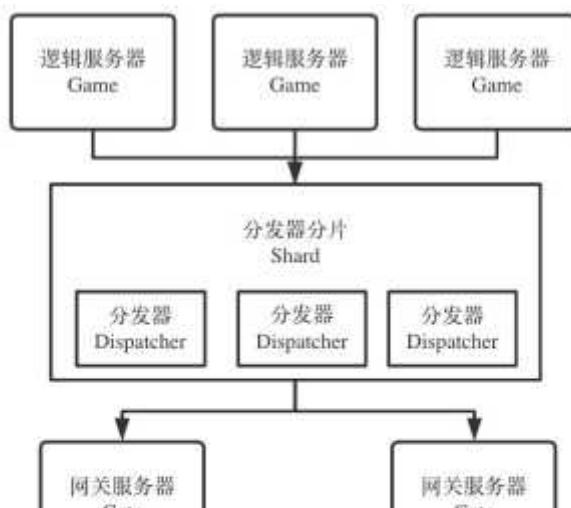 逻辑服务器
Game
逻辑服务器
Game
逻辑服务器
Game
分发器分片
Shard
分发器
Dispatcher
分发器
Dispatcher
分发器
Dispatcher
网关服务器
网关服务器